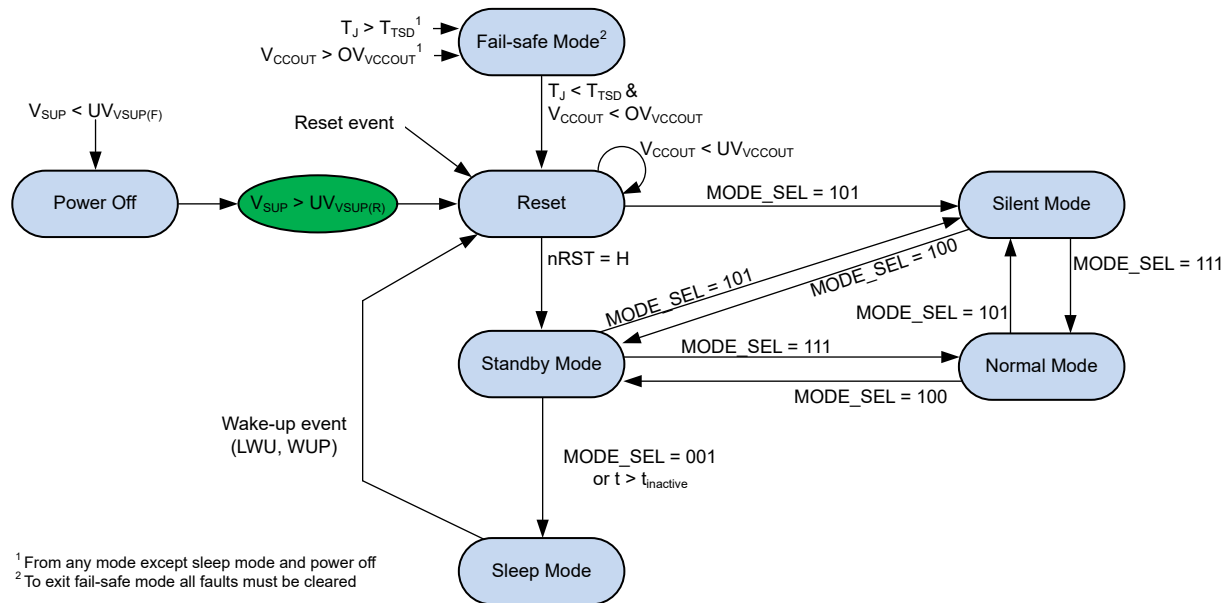 T_J > T_TSD^1
V_CCOUT > OV_VCCOUT^1
Fail-safe Mode^2
T_J < T_TSD &
V_CCOUT < OV_VCCOUT
V_SUP < UV_VSUP(F)
Reset event
V_CCOUT < UV_VCCOUT
Power Off
V_SUP > UV_VSUP(R)
Reset
MODE_SEL = 101
Silent Mode
nRST = H
MODE_SEL = 101
MODE_SEL = 100
MODE_SEL = 111
MODE_SEL = 101
Standby Mode
MODE_SEL = 111
Normal Mode
MODE_SEL = 100
Wake-up event
(LWU, WUP)
MODE_SEL = 001
or t > t_inactive
Sleep Mode
^1 From any mode except sleep mode and power off
^2 To exit fail-safe mode all faults must be cleared